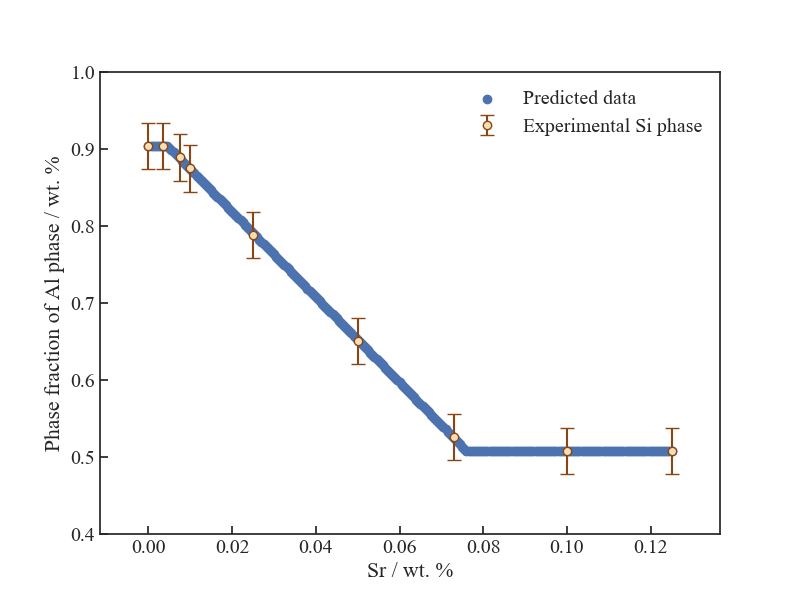 Predicted data
Experimental Si phase
Phase fraction of Al phase / wt. %
1.0
0.9
0.8
0.7
0.6
0.5
0.4
0.00 0.02 0.04 0.06 0.08 0.10 0.12
Sr / wt. %